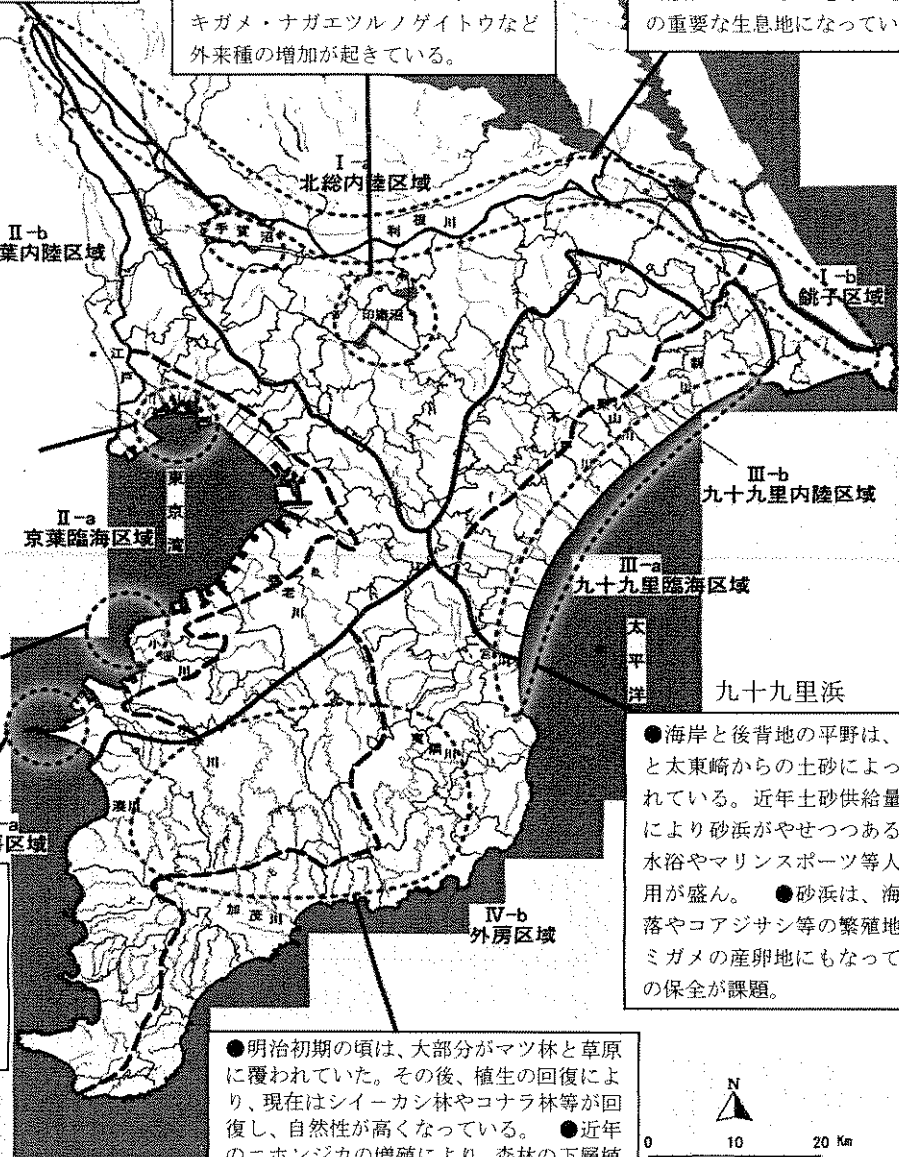 キガメ・ナガエツルノゲイトウなど
外来種の増加が起きている。
の重要な生息地になってい
Ⅰ-a
北総内陸区域
Ⅱ-b
葉内陸区域
手賀沼
利根川
Ⅰ-b
銚子区域
印旛沼
江戸川
東京湾
Ⅱ-a
京葉臨海区域
Ⅲ-b
九十九里内陸区域
Ⅲ-a
九十九里臨海区域
太平洋
養老川
小櫃川
九十九里浜
●海岸と後背地の平野は、
と太東崎からの土砂によっ
れている。近年土砂供給量
により砂浜がやせつつある
水浴やマリンスポーツ等人
用が盛ん。 ●砂浜は、海
落やコアジサシ等の繁殖地
ミガメの産卵地にもなって
の保全が課題。
夷隅川
湊川
-a
区域
加茂川
Ⅳ-b
外房区域
●明治初期の頃は、大部分がマツ林と草原
に覆われていた。その後、植生の回復によ
り、現在はシイーカシ林やコナラ林等が回
復し、自然性が高くなっている。 ●近年
のニホンジカの増殖により、森林の下層植
N
0 10 20 Km